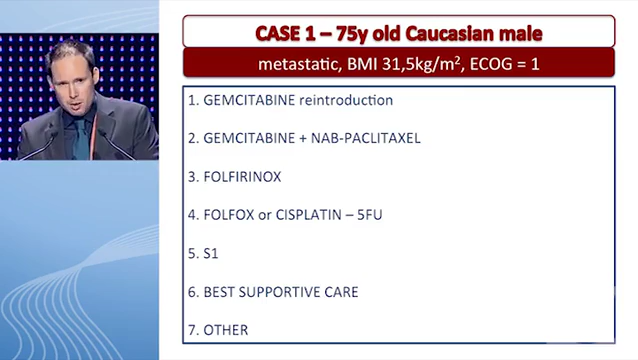 CASE 1 – 75y old Caucasian male
metastatic, BMI 31,5kg/m², ECOG = 1
1. GEMCITABINE reintroduction
2. GEMCITABINE + NAB-PACLITAXEL
3. FOLFIRINOX
4. FOLFOX or CISPLATIN – 5FU
5. S1
6. BEST SUPPORTIVE CARE
7. OTHER